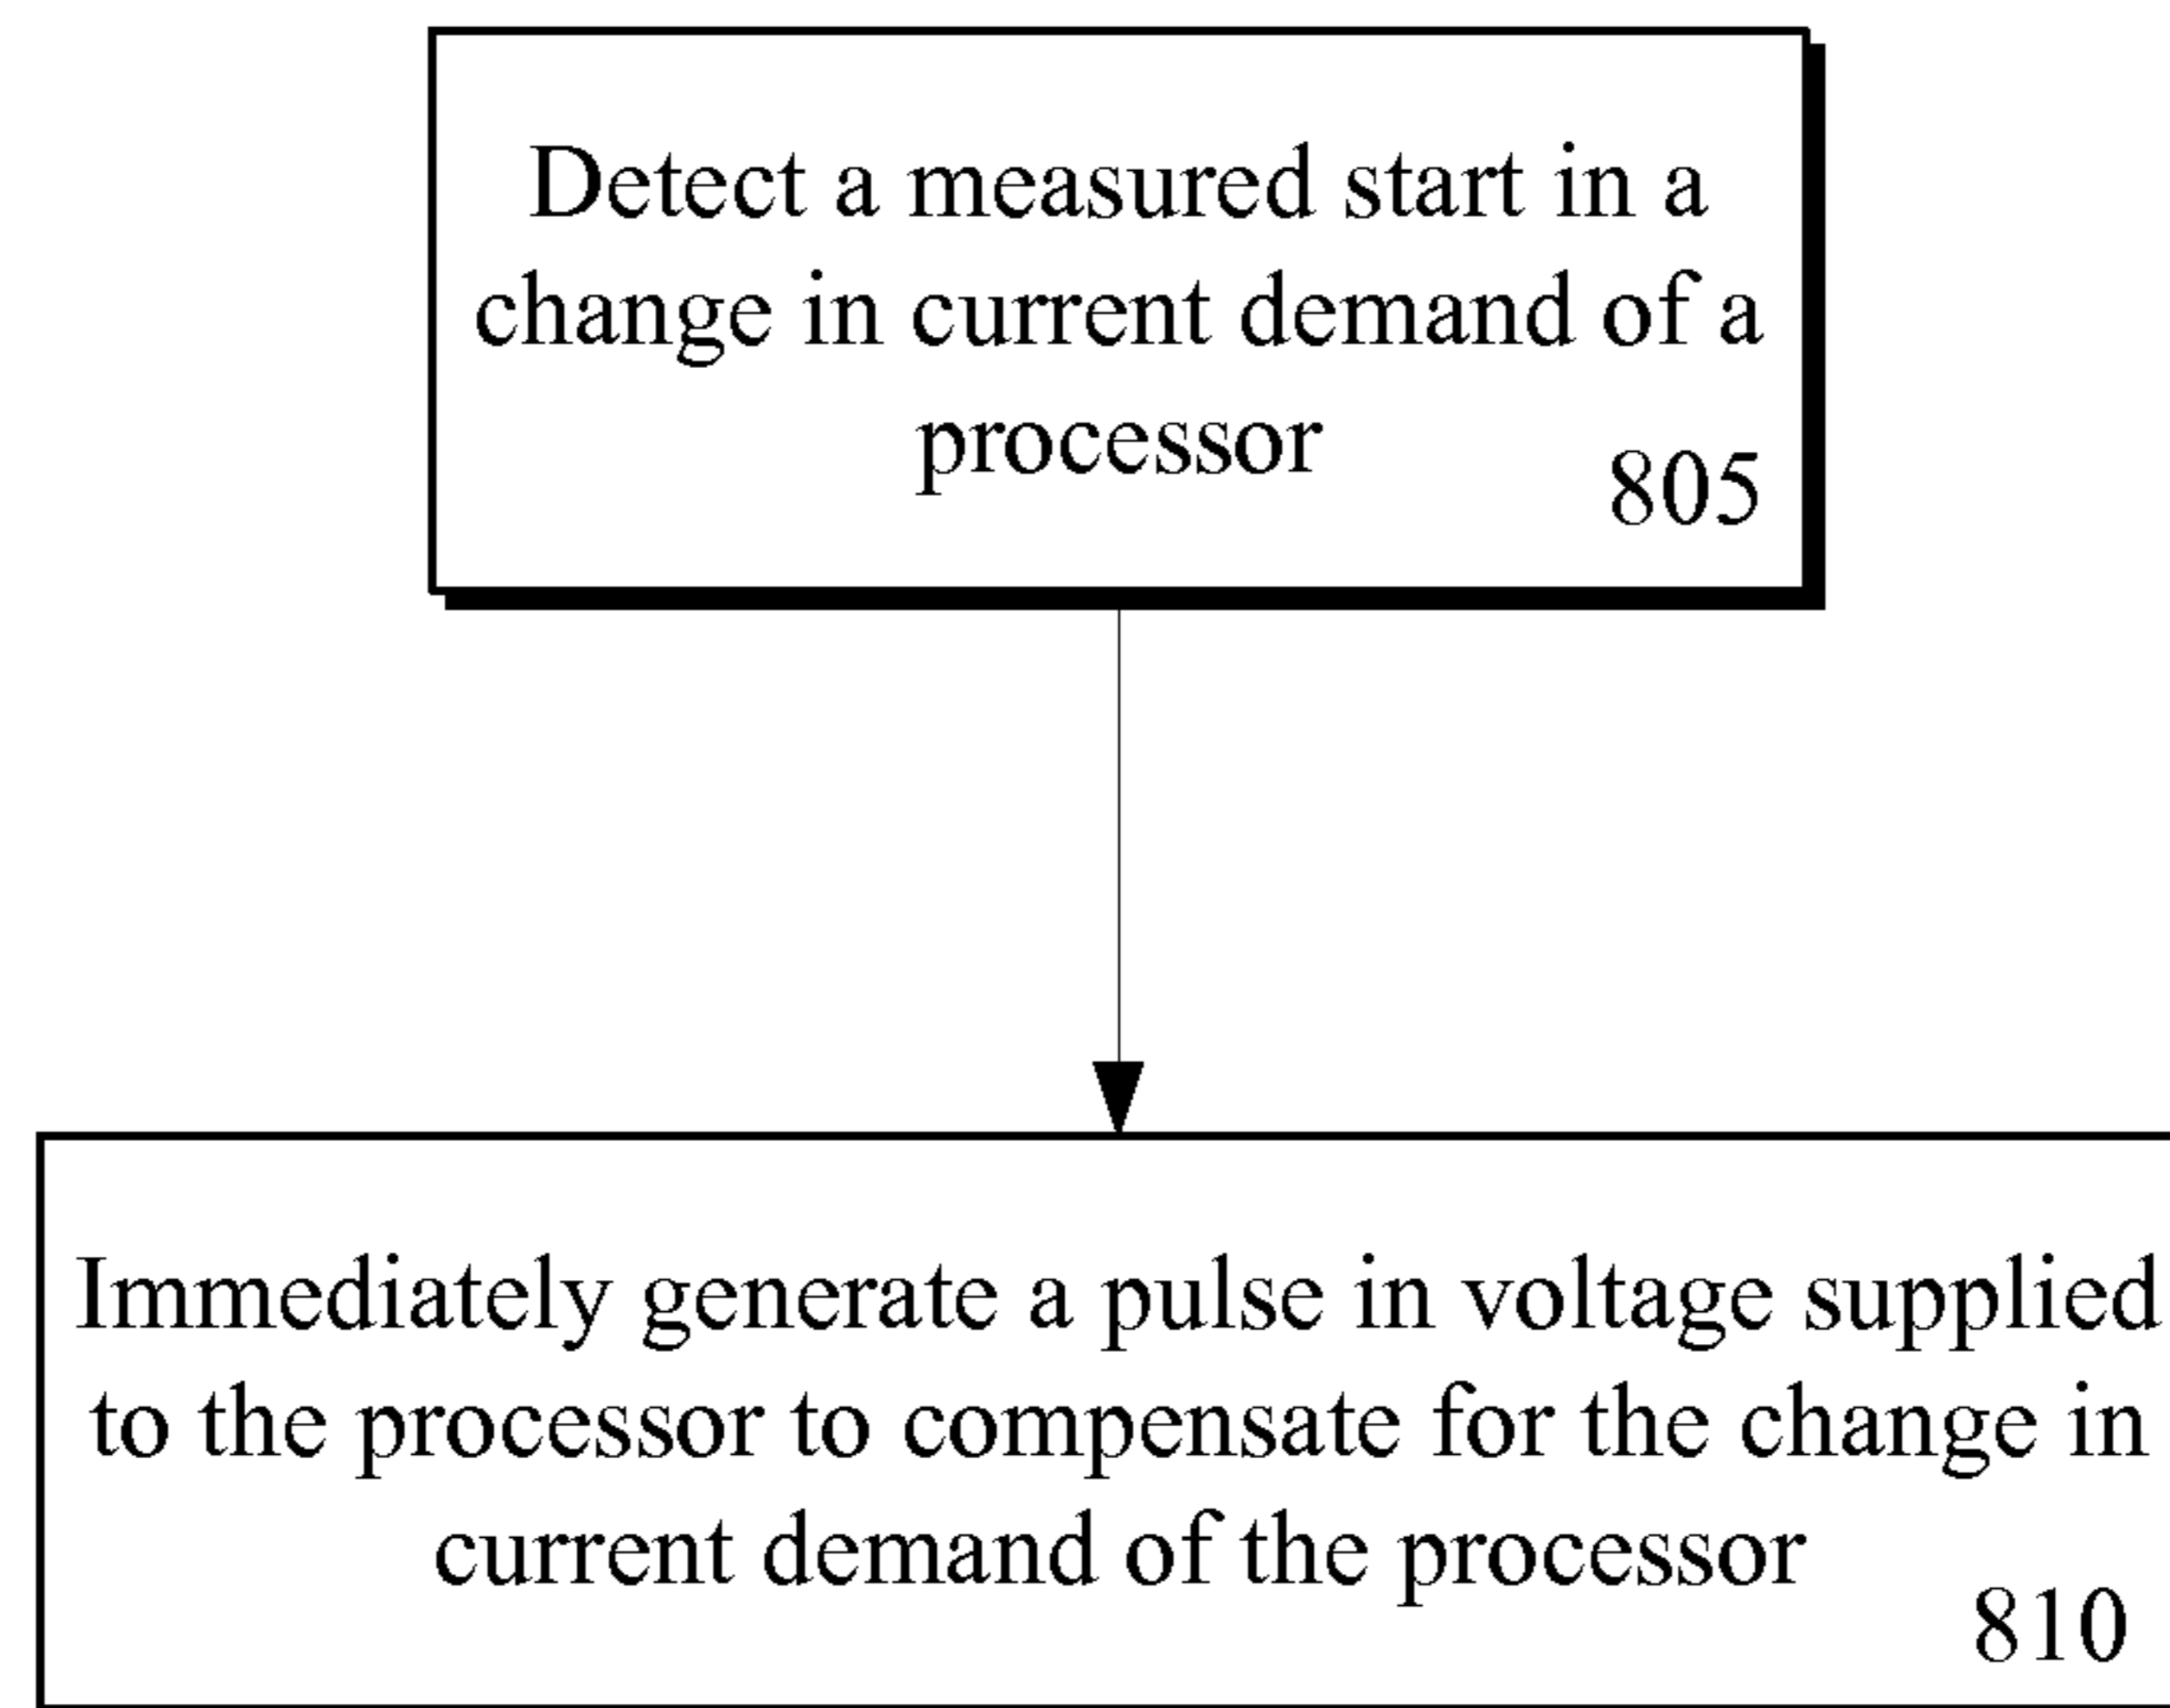 Detect a measured start in a
change in current demand of a
processor
805
Immediately generate a pulse in voltage supplied
to the processor to compensate for the change in
current demand of the processor
810